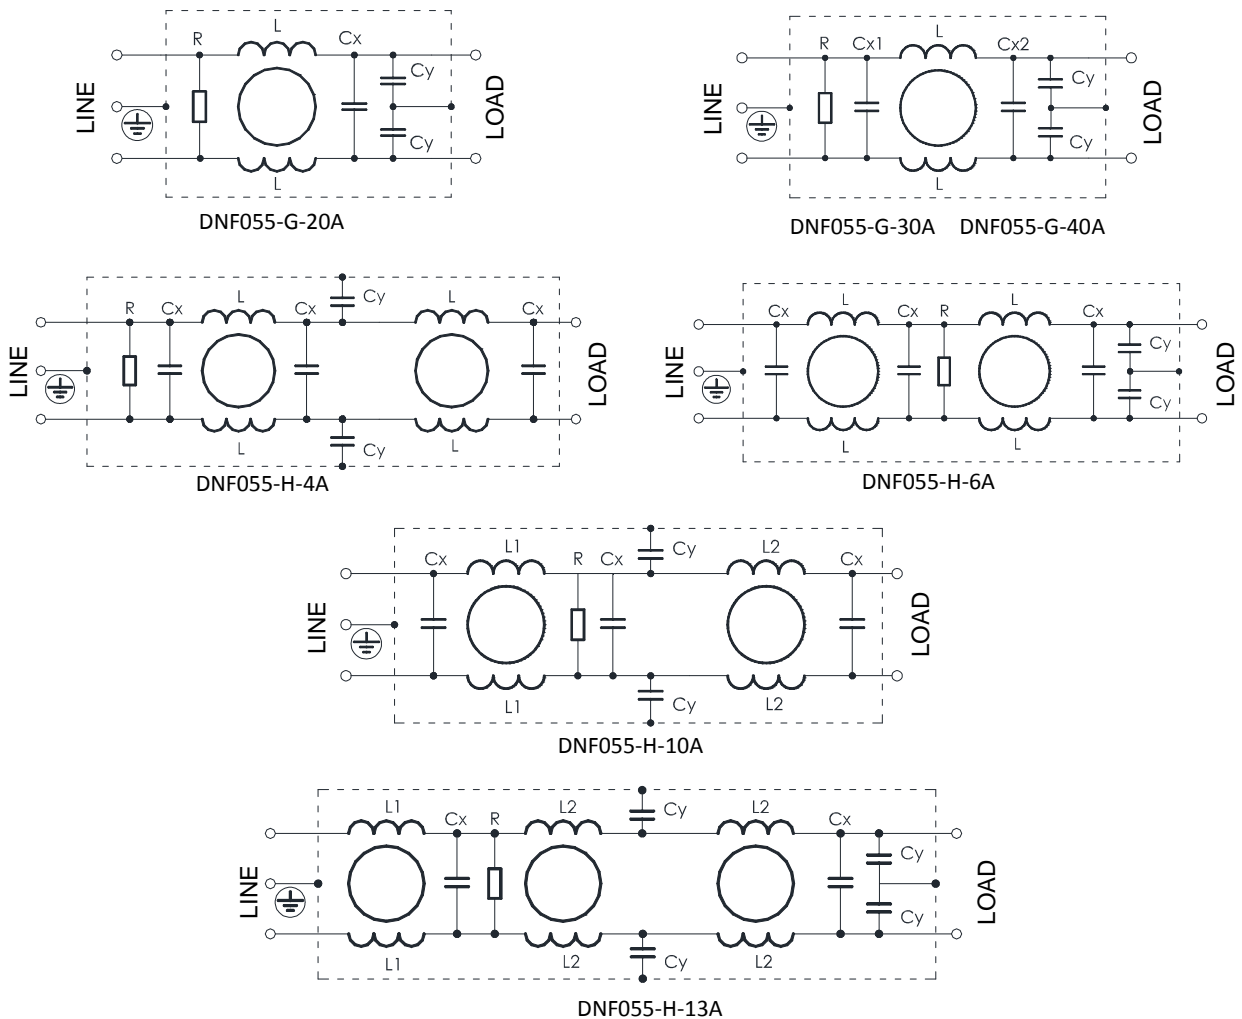 L
R
Cx
Cy
Cy
L
LINE
LOAD
DNF055-G-20A
L
R
Cx1
Cx2
Cy
Cy
L
LINE
LOAD
DNF055-G-30A DNF055-G-40A
R
Cx
L
Cx
Cy
L
Cx
L
Cy
L
LINE
LOAD
DNF055-H-4A
Cx
L
Cx
R
L
Cx
Cy
Cy
L
L
LINE
LOAD
DNF055-H-6A
Cx
L1
R
Cx
Cy
L2
Cx
L1
Cy
L2
LINE
LOAD
DNF055-H-10A
L1
Cx
R
L2
Cy
L2
Cx
Cy
Cy
L1
L2
Cy
L2
LINE
LOAD
DNF055-H-13A